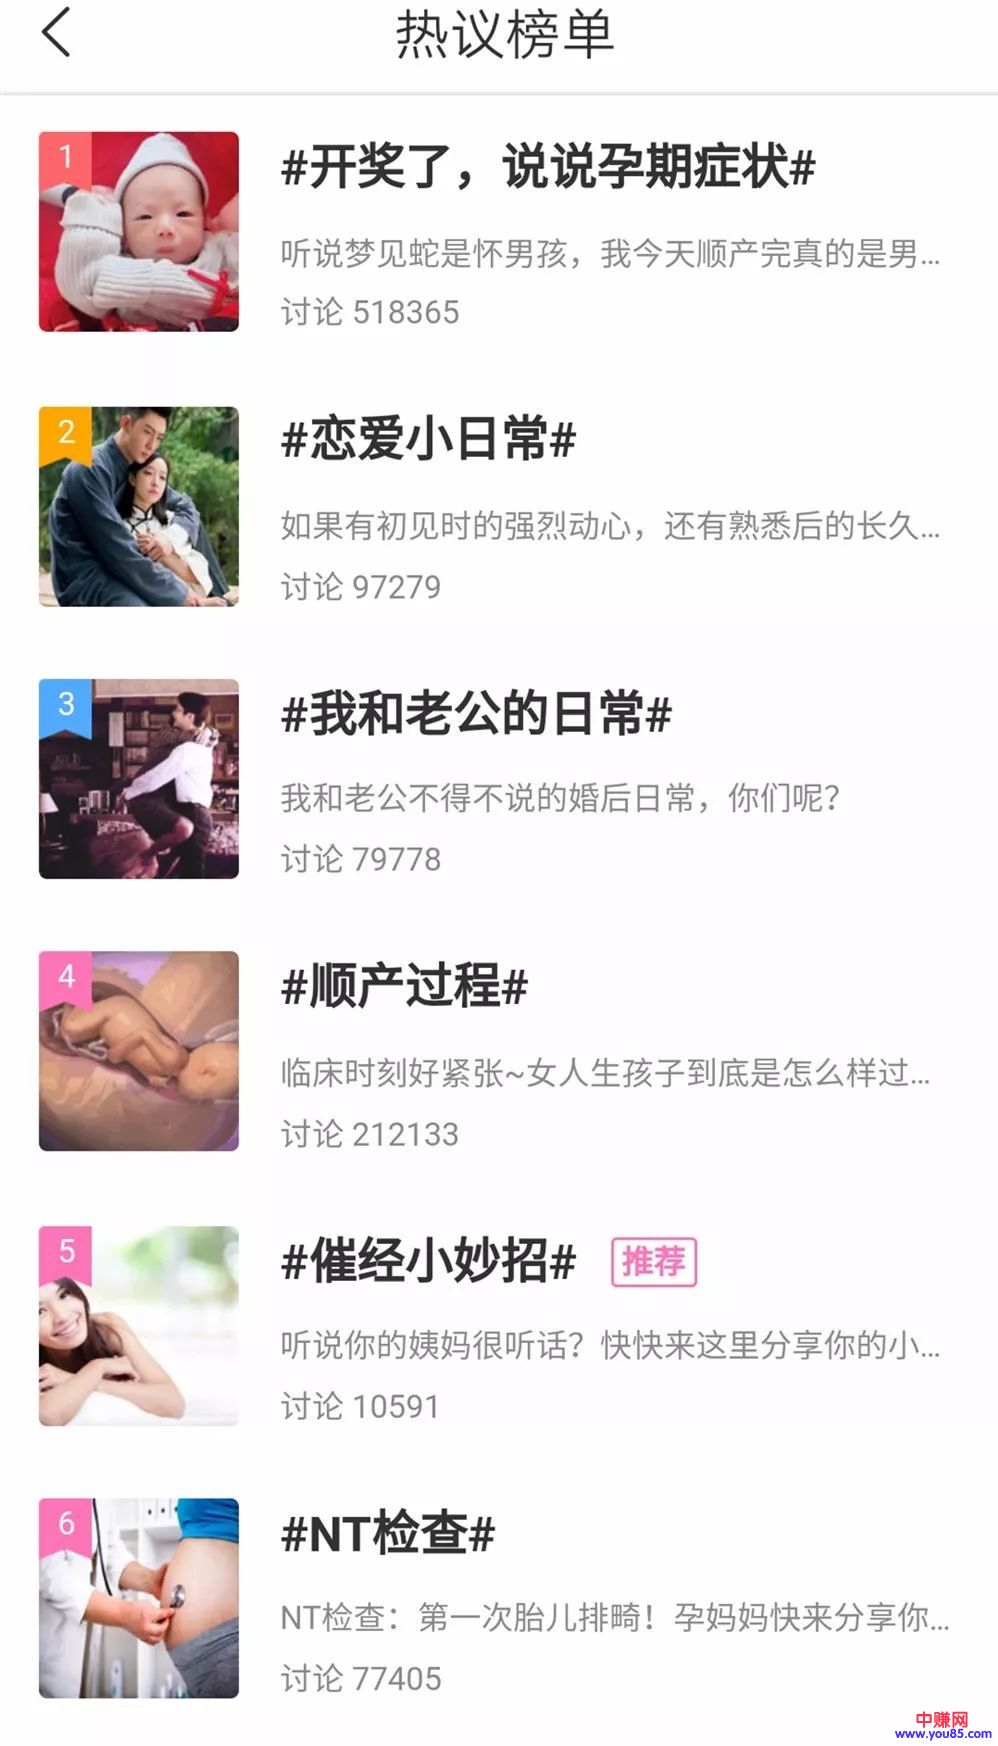 热议榜单
1
#开奖了，说说孕期症状#
听说梦见蛇是怀男孩，我今天顺产完真的是男...
讨论 518365
2
#恋爱小日常#
如果有初见时的强烈动心，还有熟悉后的长久...
讨论 97279
3
#我和老公的日常#
我和老公不得不说的婚后日常，你们呢？
讨论 79778
4
#顺产过程#
临床时刻好紧张~女人生孩子到底是怎么样过...
讨论 212133
5
#催经小妙招# 推荐
听说你的姨妈很听话？快快来这里分享你的小...
讨论 10591
6
#NT检查#
NT检查：第一次胎儿排畸！孕妈妈快来分享你...
讨论 77405
中赚网
www.you85.com